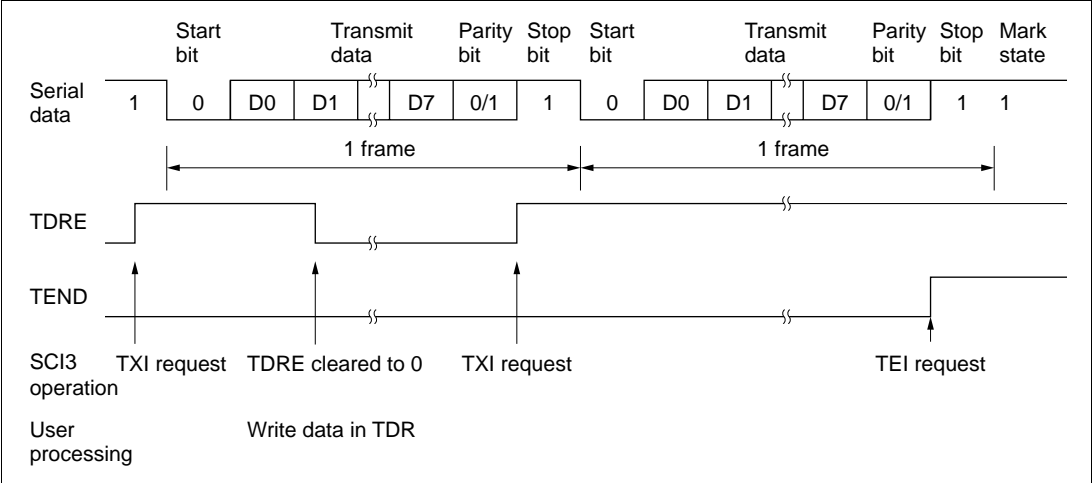 Start bit Transmit data Parity bit Stop bit Start bit Transmit data Parity bit Stop bit Mark state
Serial data 1 0 D0 D1 D7 0/1 1 0 D0 D1 D7 0/1 1 1
1 frame 1 frame
TDRE
TEND
SCI3 operation TXI request TDRE cleared to 0 TXI request TEI request
User processing Write data in TDR